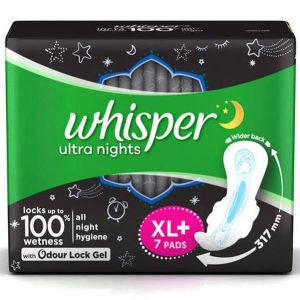 100%
whisper
ultra nights
Wider back
locks up to
100%
wetness
all
night
hygiene
with Odour Lock Gel
XL+
7 PADS
317 mm